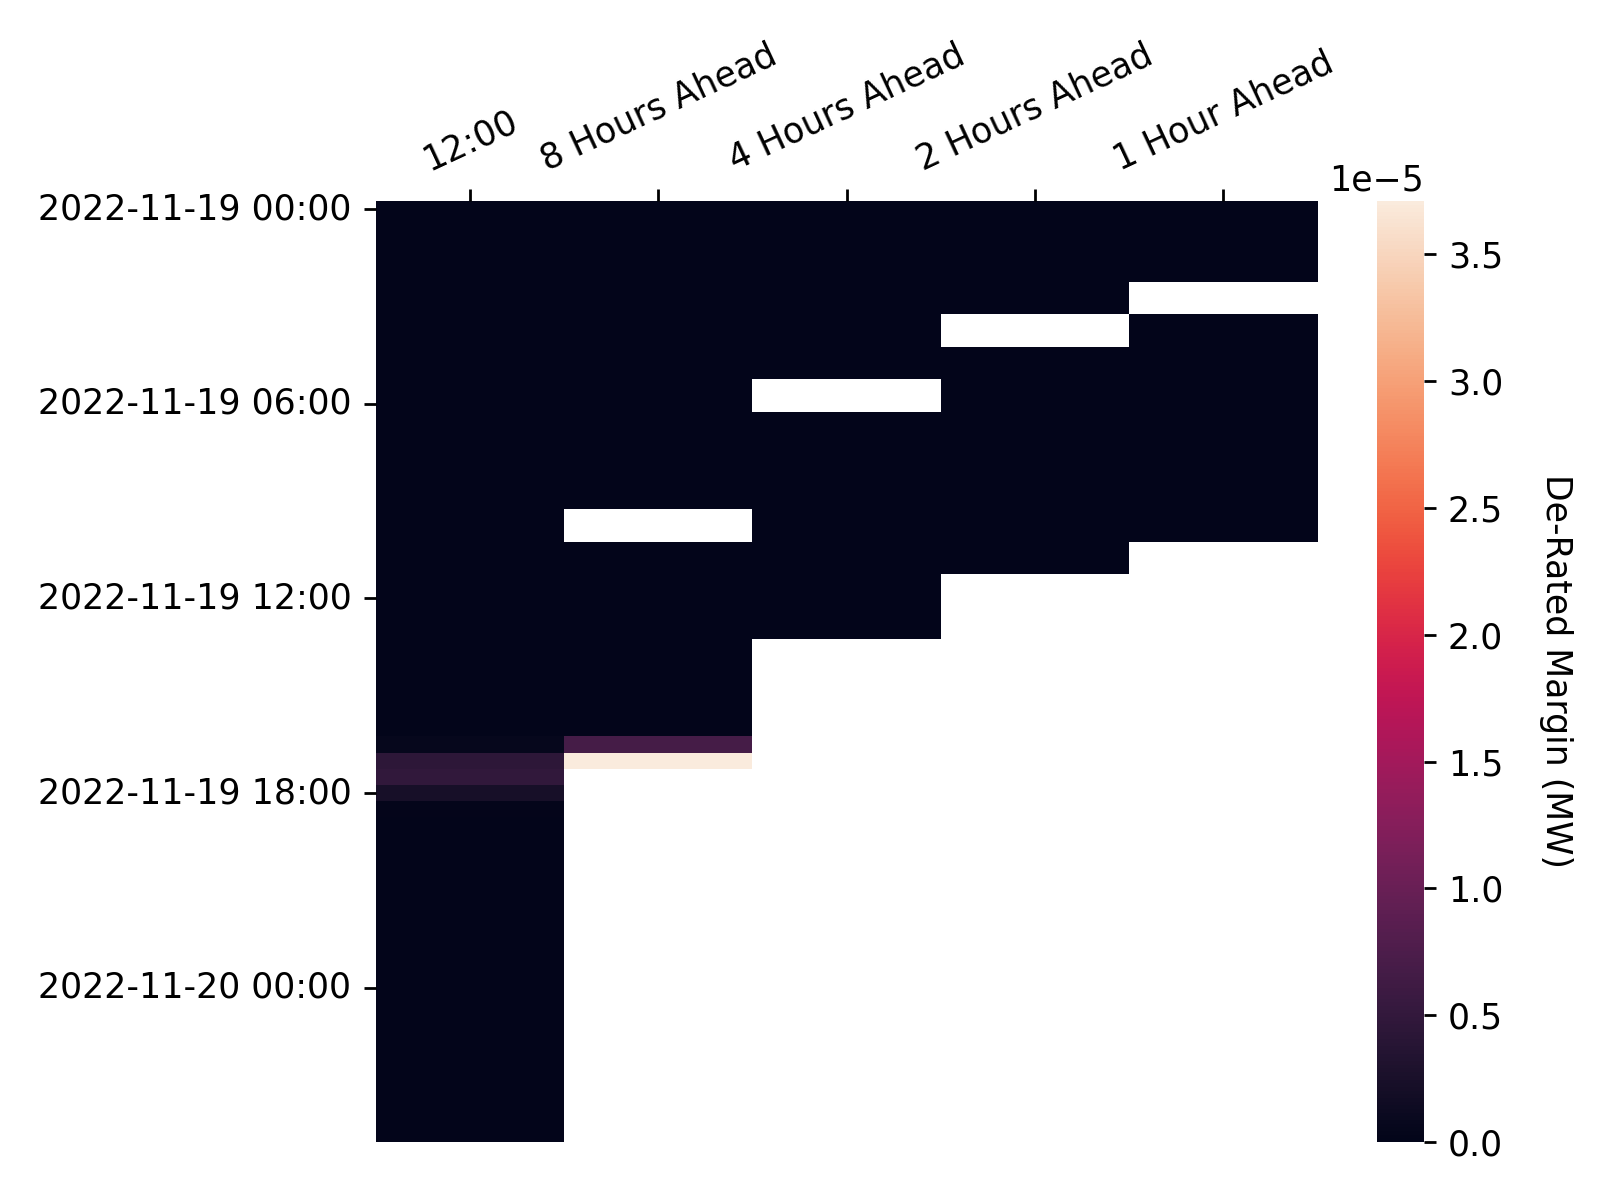 12:00
8 Hours Ahead
4 Hours Ahead
2 Hours Ahead
1 Hour Ahead
2022-11-19 00:00
2022-11-19 06:00
2022-11-19 12:00
2022-11-19 18:00
2022-11-20 00:00
1e−5
3.5
3.0
2.5
2.0
1.5
1.0
0.5
0.0
De-Rated Margin (MW)